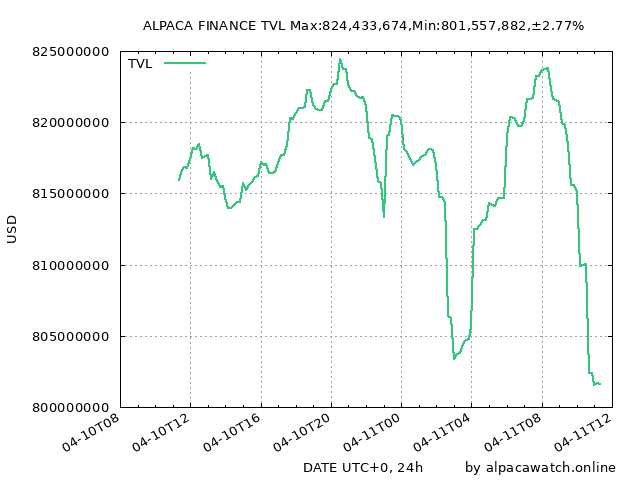 ALPACA FINANCE TVL Max:824,433,674,Min:801,557,882,±2.77%
825000000
TVL
820000000
815000000
USD
810000000
805000000
800000000
04-10T08 04-10T12 04-10T16 04-10T20 04-11T00 04-11T04 04-11T08 04-11T12
DATE UTC+0, 24h by alpacawatch.online